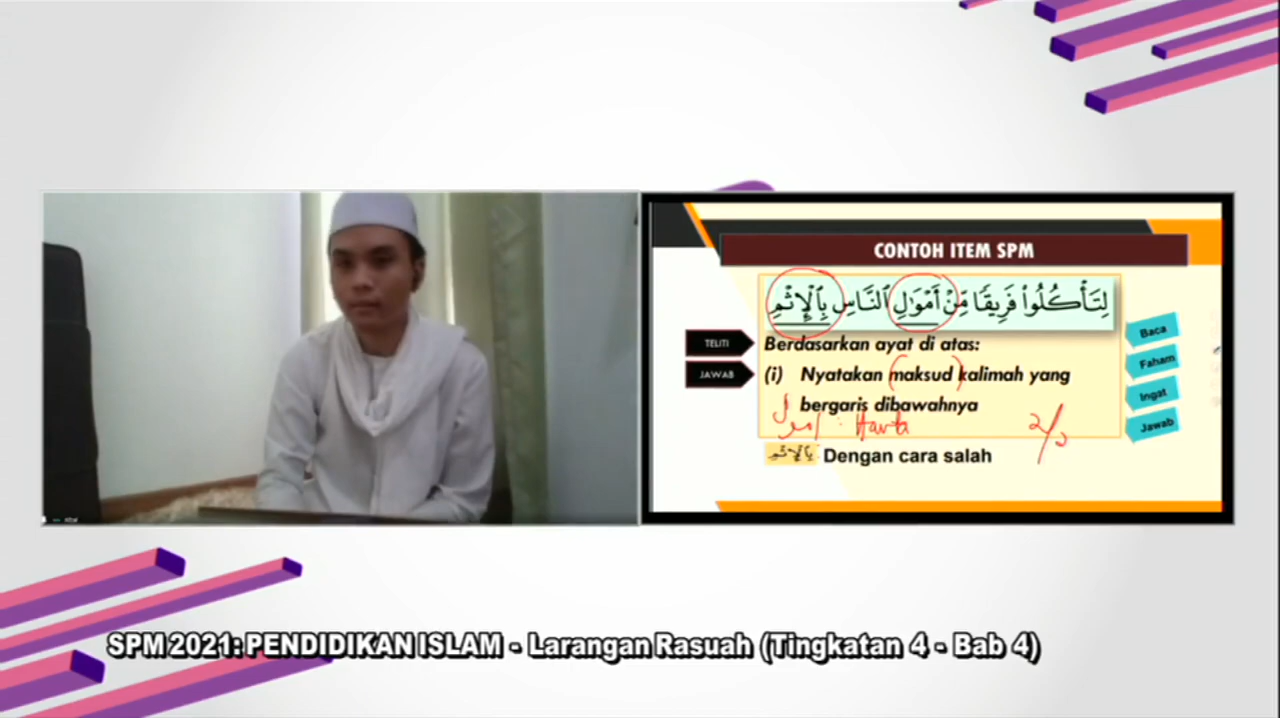 CONTOH ITEM SPM
لِتَأْكُلُوا۟ فَرِيقًا مِّنْ أَمْوَٰلِ النَّاسِ بِٱلْإِثْمِ
TELITI
Berdasarkan ayat di atas:
JAWAB
(i) Nyatakan maksud kalimah yang
bergaris dibawahnya
: Harta
2/2
بِٱلْإِثْمِ Dengan cara salah
Baca
Faham
Ingat
Jawab
SPM 2021: PENDIDIKAN ISLAM - Larangan Rasuah (Tingkatan 4 - Bab 4)